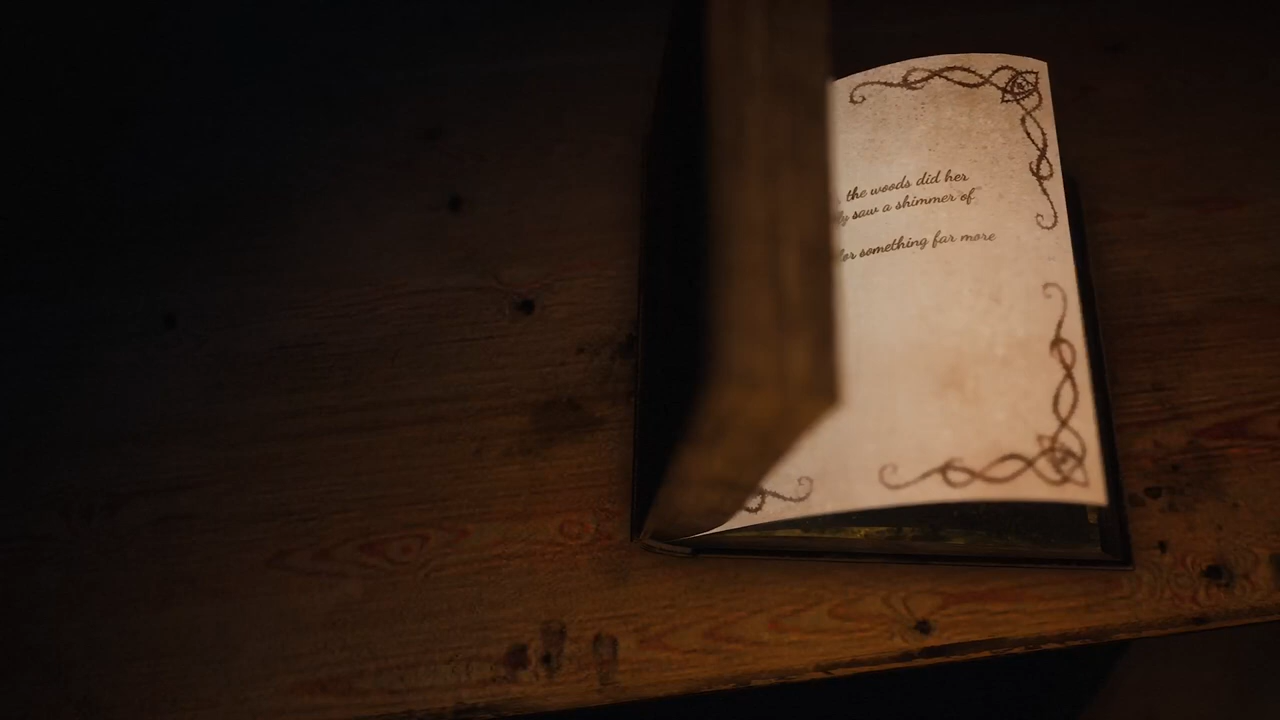 the woods did her
saw a shimmer of
something far more